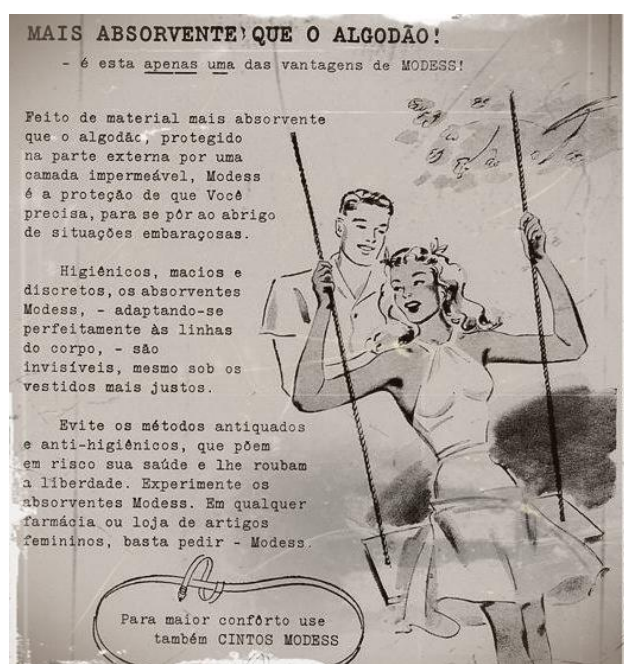 MAIS ABSORVENTE QUE O ALGODÃO!
- é esta apenas uma das vantagens de MODESS!
Feito de material mais absorvente
que o algodão, protegido
na parte externa por uma
camada impermeável, Modess
é a proteção de que Você
precisa, para se pôr ao abrigo
de situações embaraçosas.
Higiênicos, macios e
discretos, os absorventes
Modess, - adaptando-se
perfeitamente às linhas
do corpo, - são
invisíveis, mesmo sob os
vestidos mais justos.
Evite os métodos antiquados
e anti-higiênicos, que põem
em risco sua saúde e lhe roubam
a liberdade. Experimente os
absorventes Modess. Em qualquer
farmácia ou loja de artigos
femininos, basta pedir - Modess.
Para maior confôrto use
também CINTOS MODESS